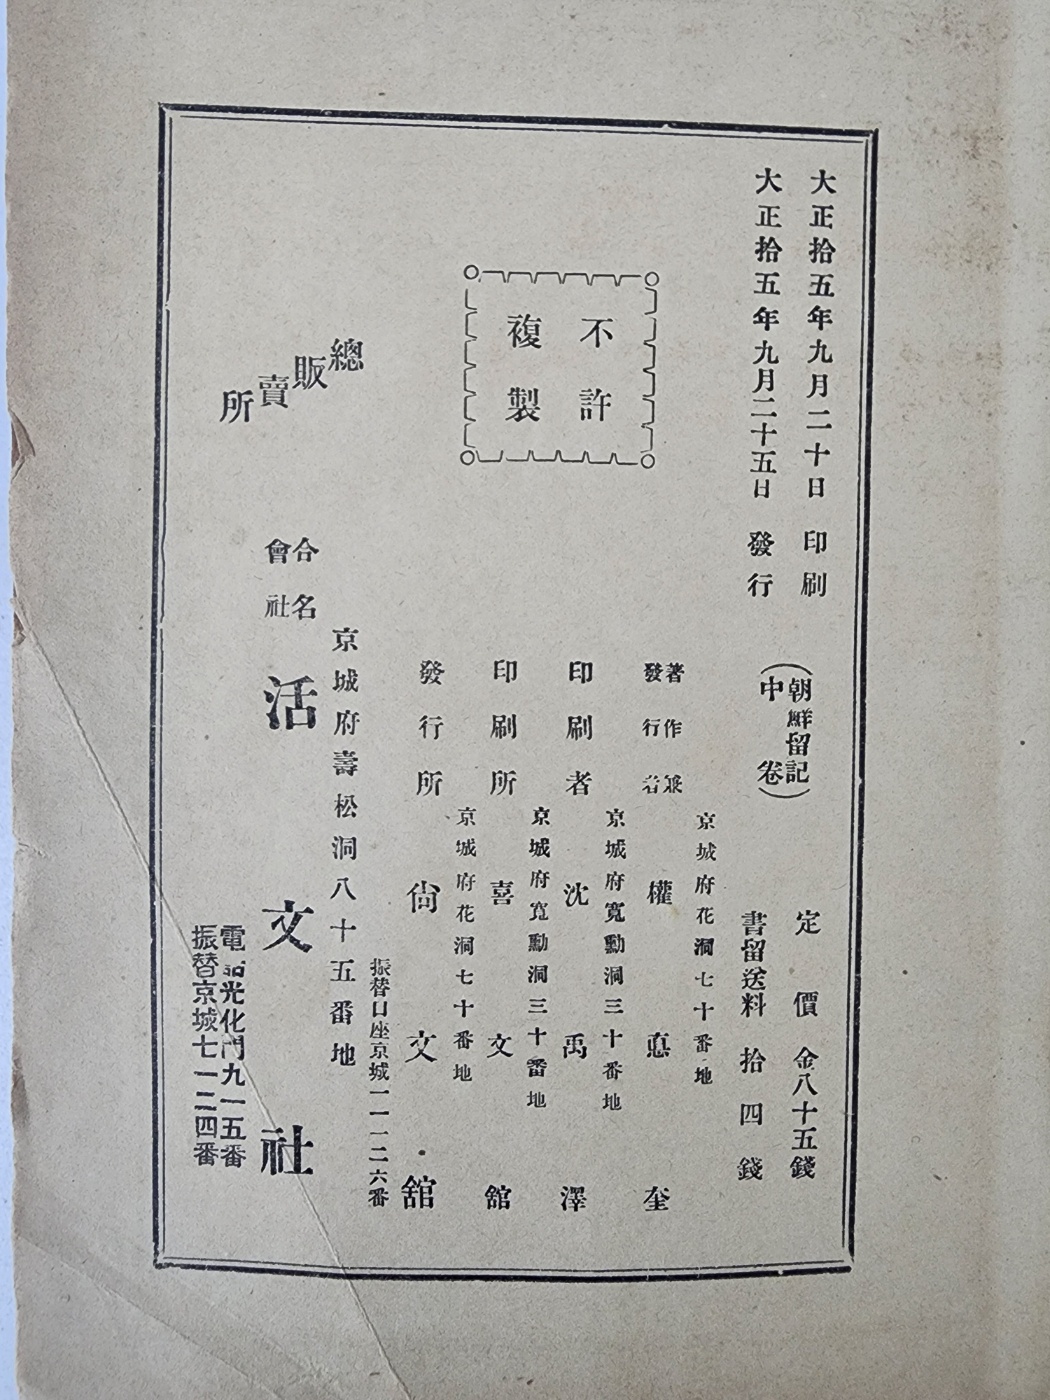 大正拾五年九月二十日　印刷
大正拾五年九月二十五日　發行
（朝鮮留記
中卷）
定價　金八十五錢
書留送料　拾四錢
不許
複製
京城府花洞七十番地
著作兼
發行者
權悳奎
京城府寬勳洞三十番地
印刷者　沈禹澤
京城府寬勳洞三十番地
印刷所　喜文舘
京城府花洞七十番地
發行所　尙文舘
振替口座京城一一一二六番
總販賣所
京城府壽松洞八十五番地
合名
會社
活文社
電話光化門九一五番
振替京城七一二四番